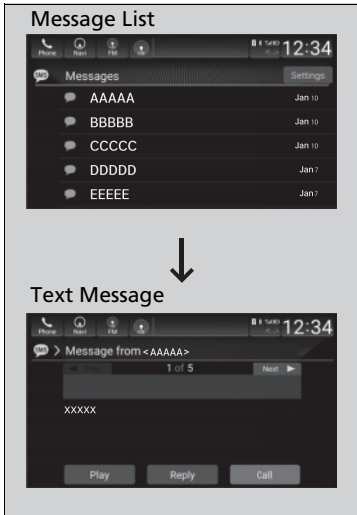 Message List
Phone Navi FM
12:34
SMS Messages Settings
AAAAA Jan 10
BBBBB Jan 10
CCCCC Jan 10
DDDDD Jan 7
EEEEE Jan 7
Text Message
Phone Navi FM
12:34
SMS > Message from <AAAAA>
1 of 5 Next
xxxxx
Play Reply Call